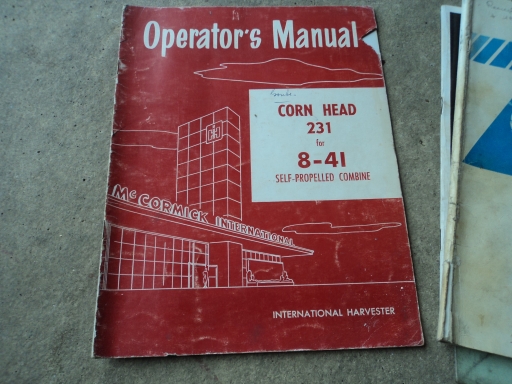 Operator's Manual
CORN HEAD
231
for
8-41
SELF-PROPELLED COMBINE
McCORMICK INTERNATIONAL
INTERNATIONAL HARVESTER